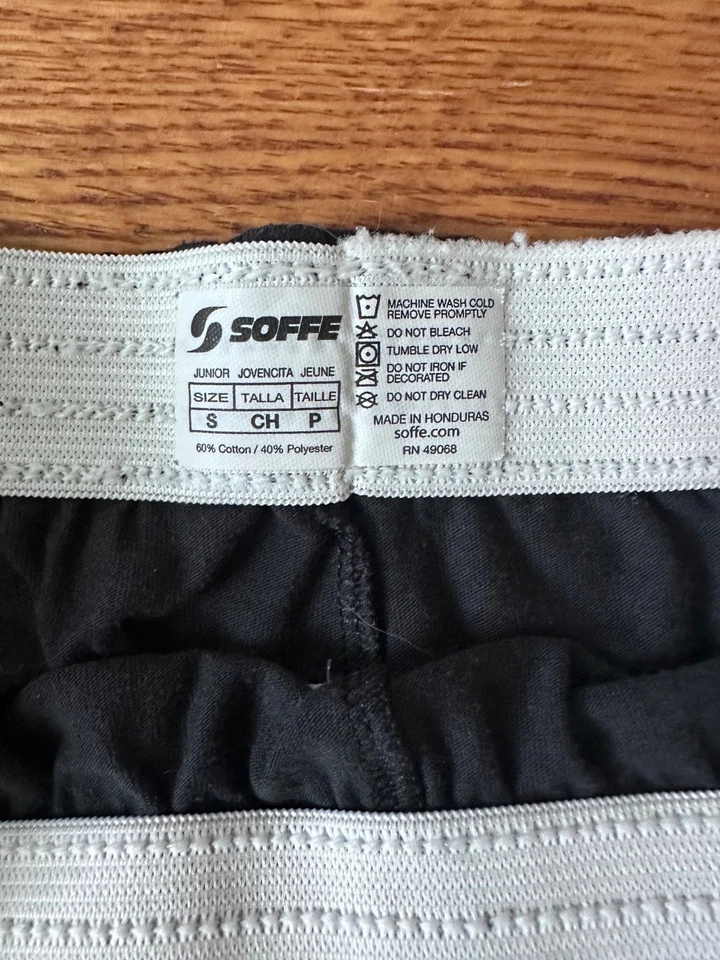 SOFFE
JUNIOR JOVENCITA JEUNE
SIZE TALLA TAILLE
S CH P
60% Cotton / 40% Polyester
MACHINE WASH COLD
REMOVE PROMPTLY
DO NOT BLEACH
TUMBLE DRY LOW
DO NOT IRON IF
DECORATED
DO NOT DRY CLEAN
MADE IN HONDURAS
soffe.com
RN 49068